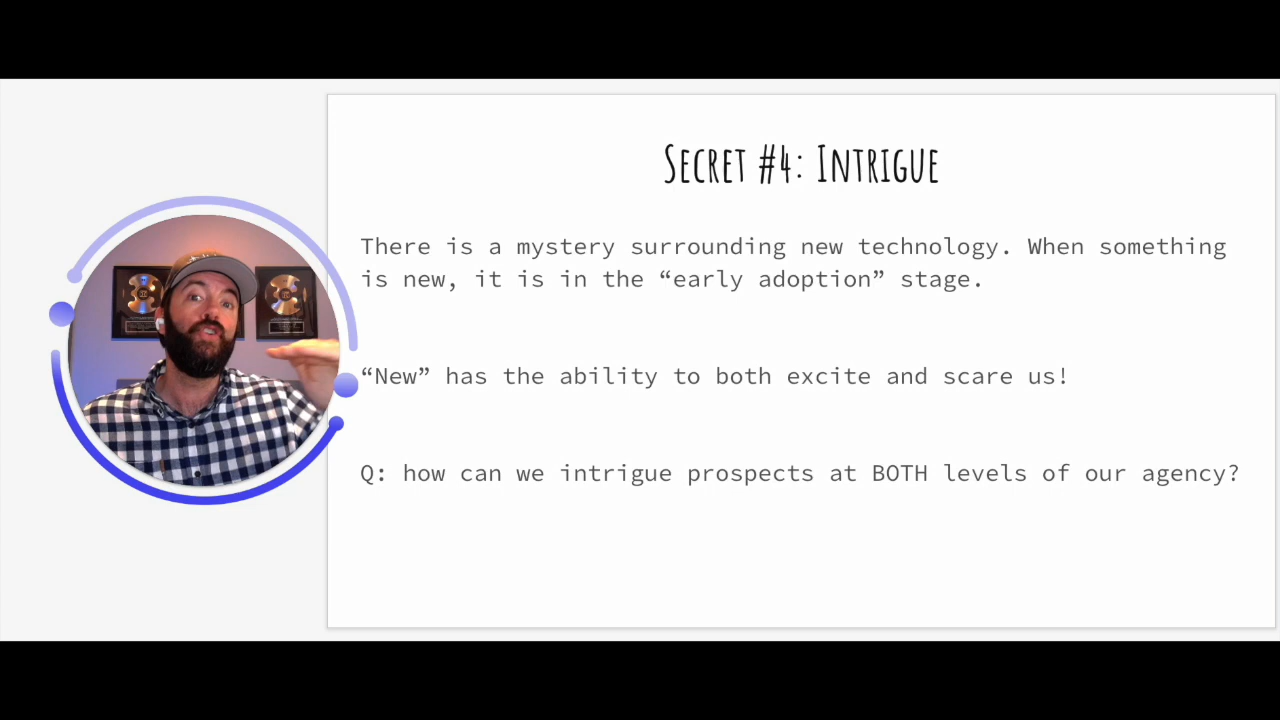 Secret #4: Intrigue
There is a mystery surrounding new technology. When something
is new, it is in the “early adoption” stage.
“New” has the ability to both excite and scare us!
Q: how can we intrigue prospects at BOTH levels of our agency?